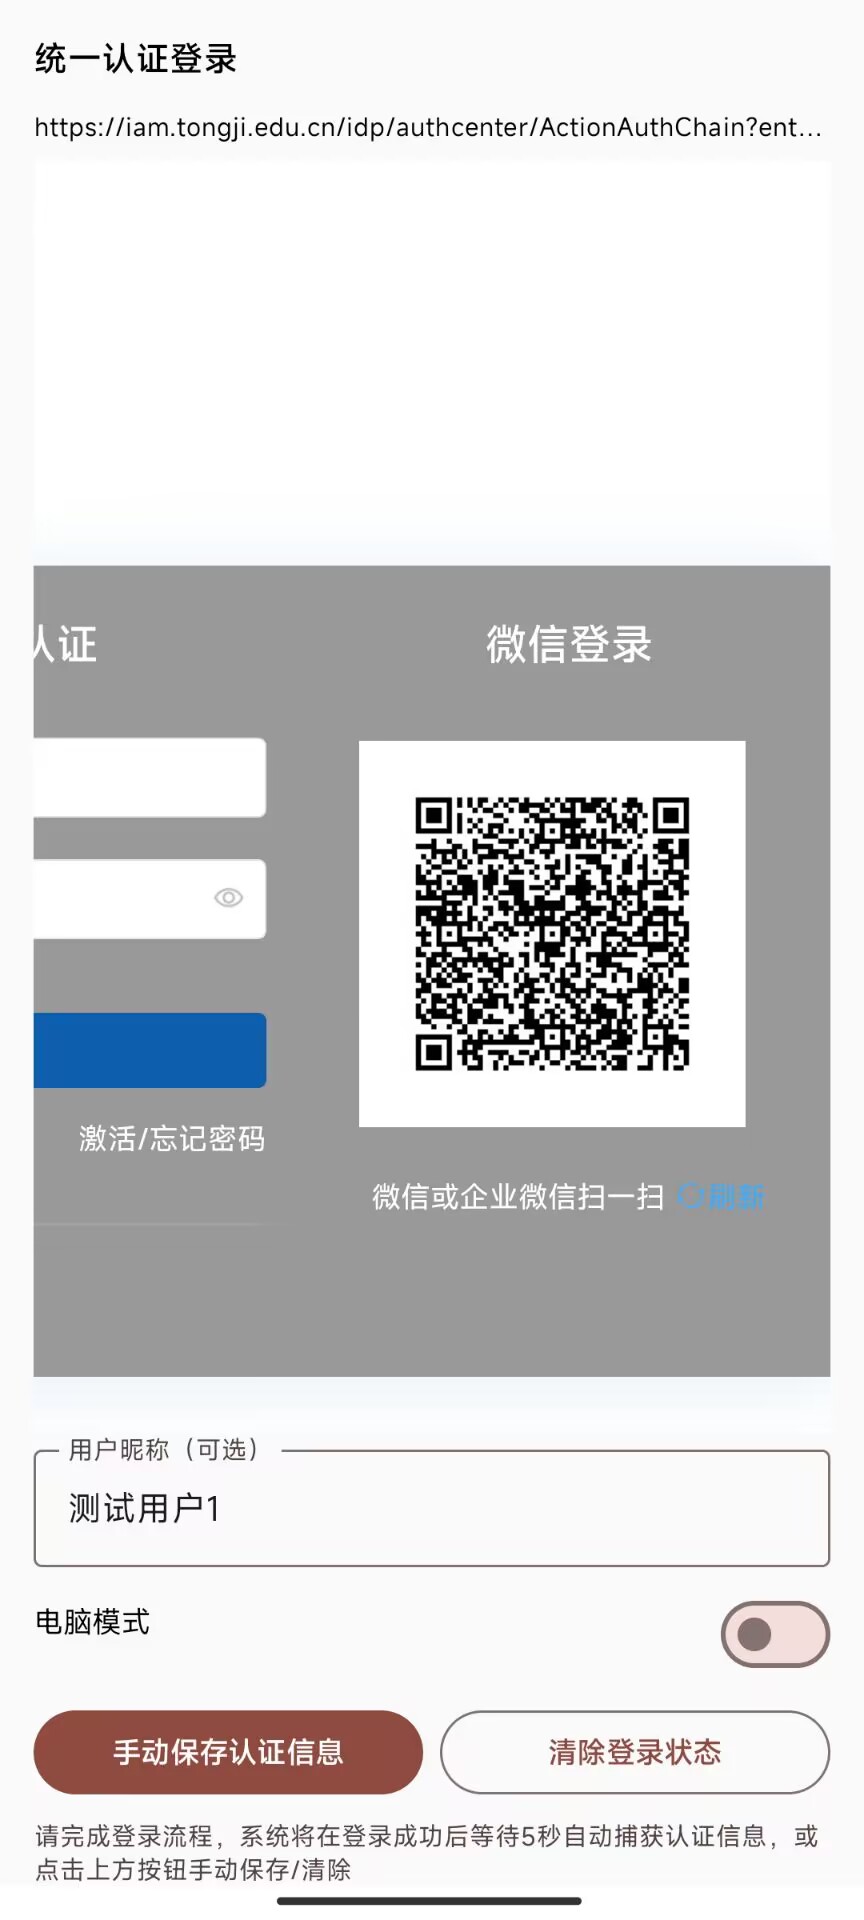 统一认证登录
https://iam.tongji.edu.cn/idp/authcenter/ActionAuthChain?ent...
认证
微信登录
激活/忘记密码
微信或企业微信扫一扫 刷新
用户昵称（可选）
测试用户1
电脑模式
手动保存认证信息
清除登录状态
请完成登录流程，系统将在登录成功后等待5秒自动捕获认证信息，或
点击上方按钮手动保存/清除